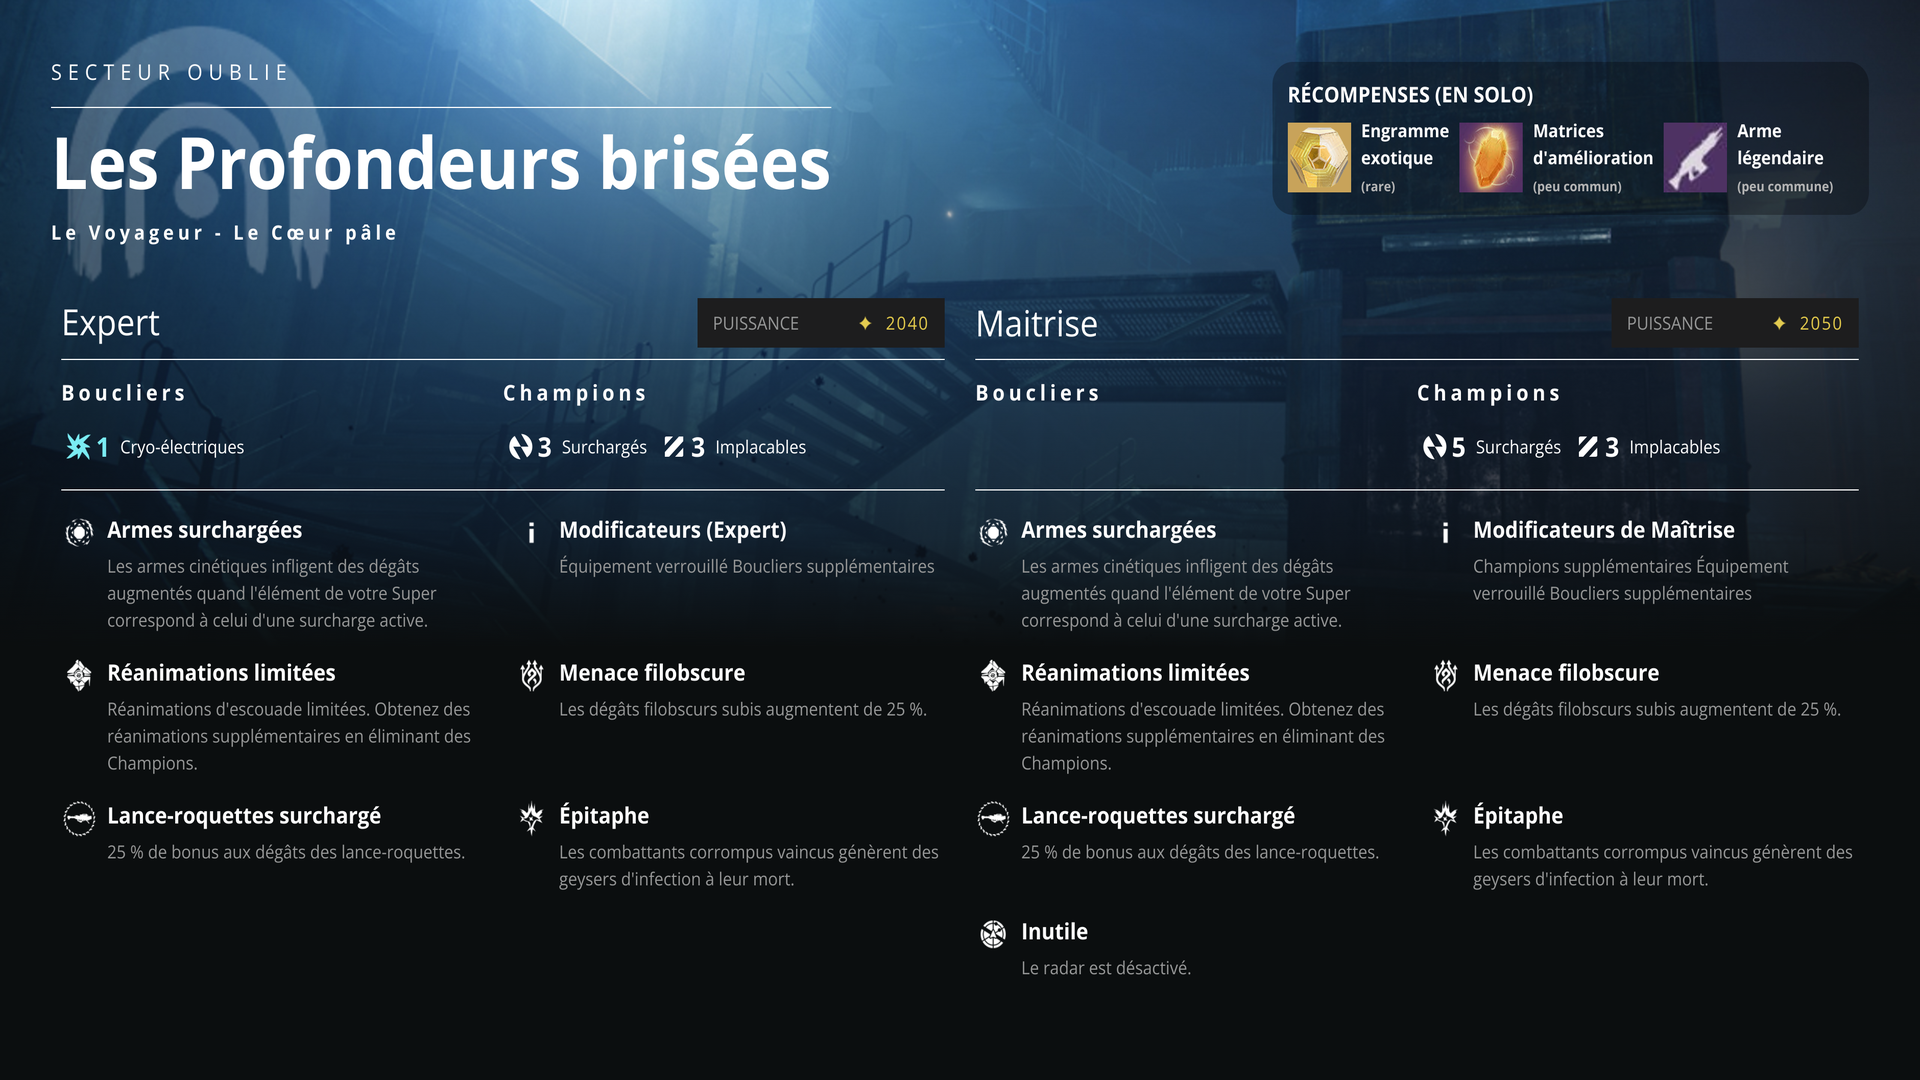 SECTEUR OUBLIE
Les Profondeurs brisées
Le Voyageur - Le Cœur pâle
RÉCOMPENSES (EN SOLO)
Engramme
exotique
(rare)
Matrices
d'amélioration
(peu commun)
Arme
légendaire
(peu commune)
Expert
PUISSANCE 2040
Boucliers
1 Cryo-électriques
Champions
3 Surchargés 3 Implacables
Armes surchargées
Les armes cinétiques infligent des dégâts
augmentés quand l'élément de votre Super
correspond à celui d'une surcharge active.
Modificateurs (Expert)
Équipement verrouillé Boucliers supplémentaires
Réanimations limitées
Réanimations d'escouade limitées. Obtenez des
réanimations supplémentaires en éliminant des
Champions.
Menace filobscure
Les dégâts filobscurs subis augmentent de 25 %.
Lance-roquettes surchargé
25 % de bonus aux dégâts des lance-roquettes.
Épitaphe
Les combattants corrompus vaincus génèrent des
geysers d'infection à leur mort.
Maitrise
PUISSANCE 2050
Boucliers
Champions
5 Surchargés 3 Implacables
Armes surchargées
Les armes cinétiques infligent des dégâts
augmentés quand l'élément de votre Super
correspond à celui d'une surcharge active.
Modificateurs de Maîtrise
Champions supplémentaires Équipement
verrouillé Boucliers supplémentaires
Réanimations limitées
Réanimations d'escouade limitées. Obtenez des
réanimations supplémentaires en éliminant des
Champions.
Menace filobscure
Les dégâts filobscurs subis augmentent de 25 %.
Lance-roquettes surchargé
25 % de bonus aux dégâts des lance-roquettes.
Épitaphe
Les combattants corrompus vaincus génèrent des
geysers d'infection à leur mort.
Inutile
Le radar est désactivé.